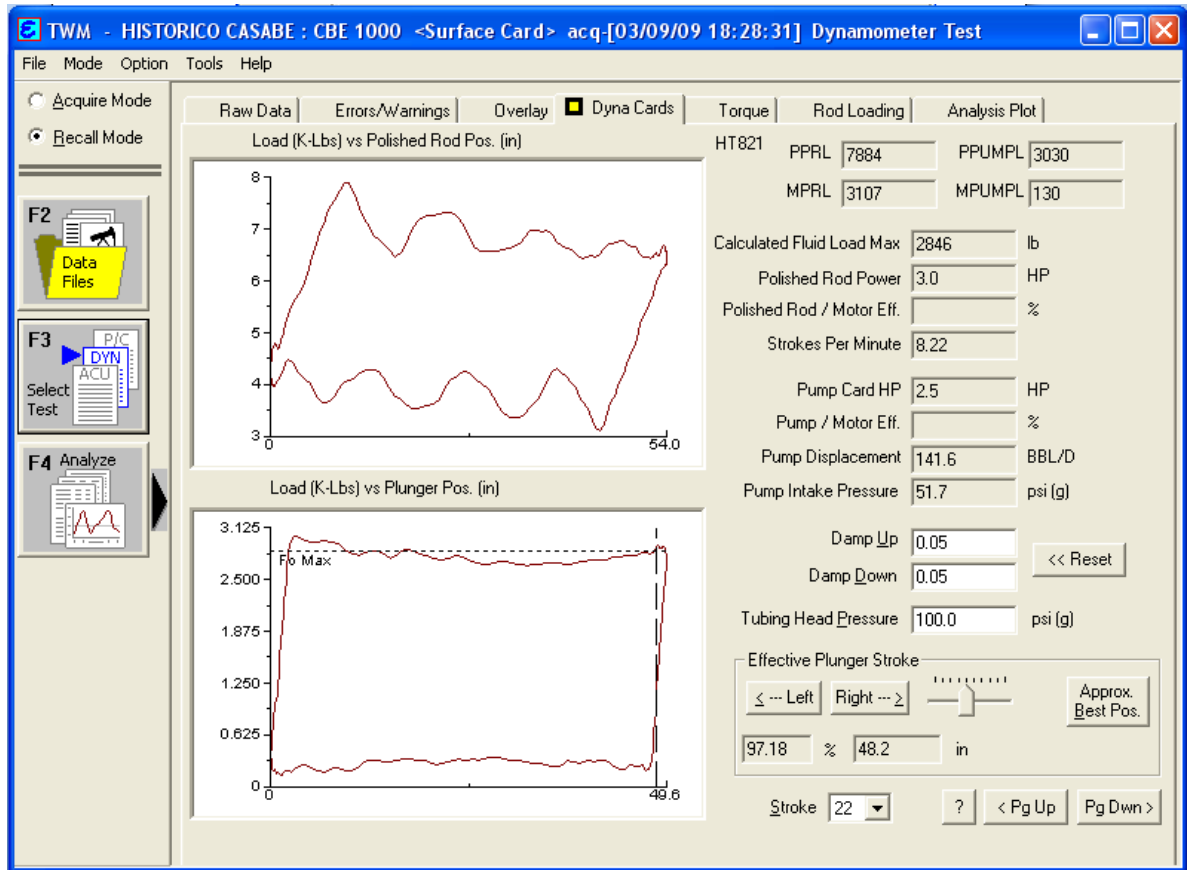 TWM - HISTORICO CASABE : CBE 1000 <Surface Card> acq-[03/09/09 18:28:31] Dynamometer Test
File Mode Option Tools Help
Acquire Mode
Recall Mode
F2
Data
Files
F3
P/C
DYN
ACU
Select
Test
F4 Analyze
Raw Data Errors/Warnings Overlay Dyna Cards Torque Rod Loading Analysis Plot
Load (K-Lbs) vs Polished Rod Pos. (in)
8
7
6
5
4
3
0 54.0
Load (K-Lbs) vs Plunger Pos. (in)
3.125
Fo Max
2.500
1.875
1.250
0.625
0
0 49.6
HT821 PPRL 7884 PPUMPL 3030
MPRL 3107 MPUMPL 130
Calculated Fluid Load Max 2846 lb
Polished Rod Power 3.0 HP
Polished Rod / Motor Eff. %
Strokes Per Minute 8.22
Pump Card HP 2.5 HP
Pump / Motor Eff. %
Pump Displacement 141.6 BBL/D
Pump Intake Pressure 51.7 psi (g)
Damp Up 0.05
Damp Down 0.05
<< Reset
Tubing Head Pressure 100.0 psi (g)
Effective Plunger Stroke
< --- Left Right --- >
Approx.
Best Pos.
97.18 % 48.2 in
Stroke 22 ? < Pg Up Pg Dwn >